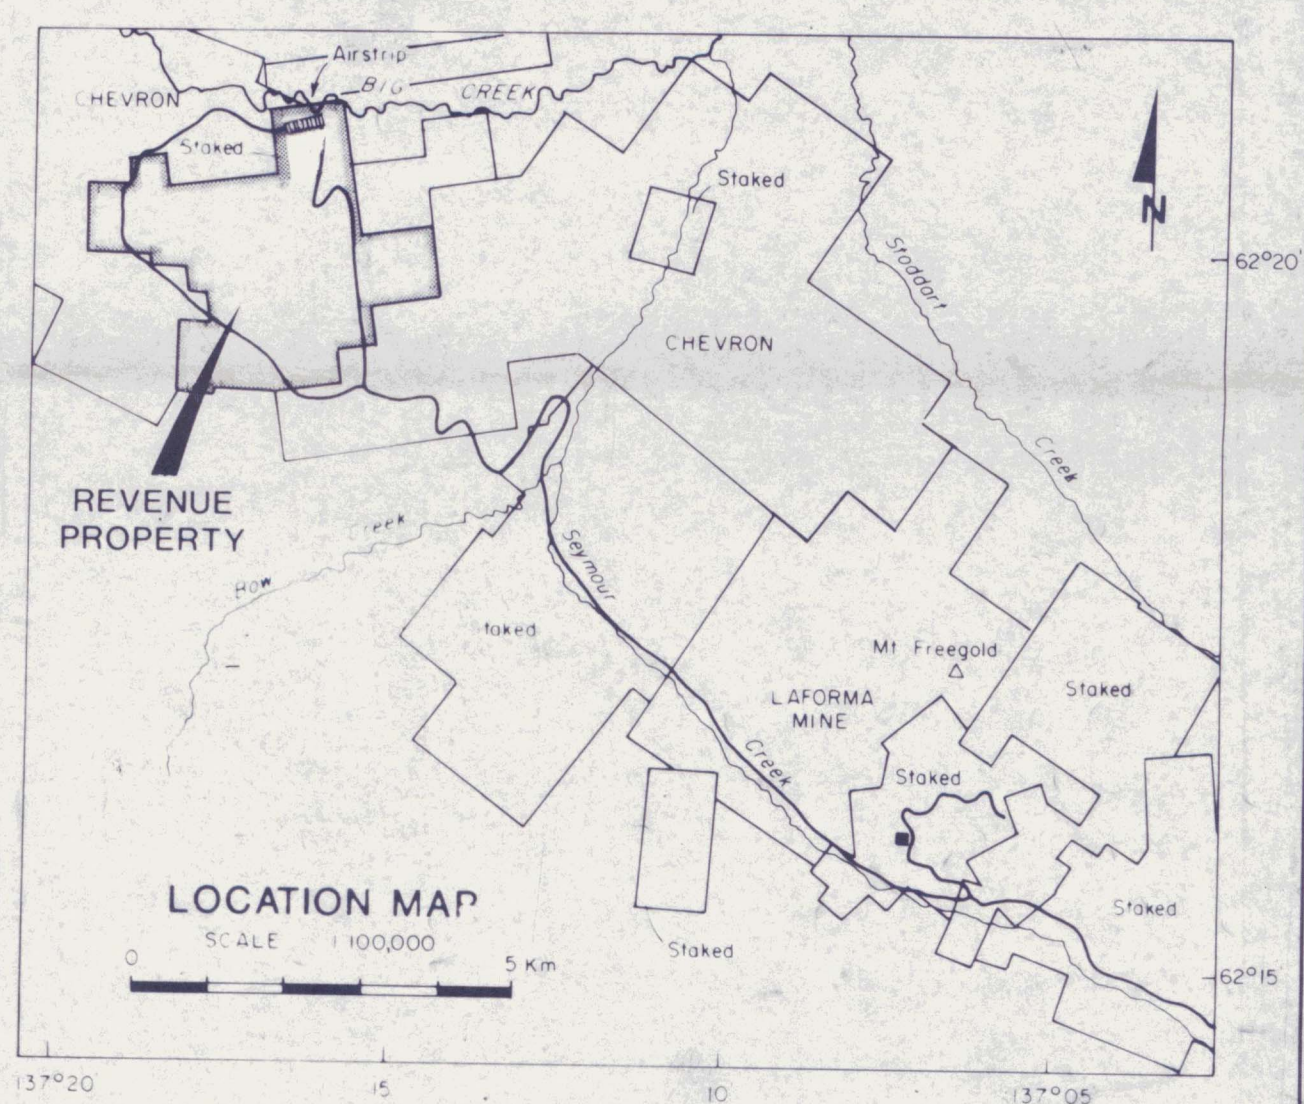 Airstrip
BIG CREEK
CHEVRON
Staked
Staked
N
62°20'
Stoddart
CHEVRON
Creek
REVENUE
PROPERTY
Creek
Bow
Seymour
taked
Mt Freegold
Staked
LAFORMA
MINE
Creek
Staked
LOCATION MAP
SCALE 1 100,000
0 5 Km
Staked
Staked
62°15
137°20 15 10 137°05